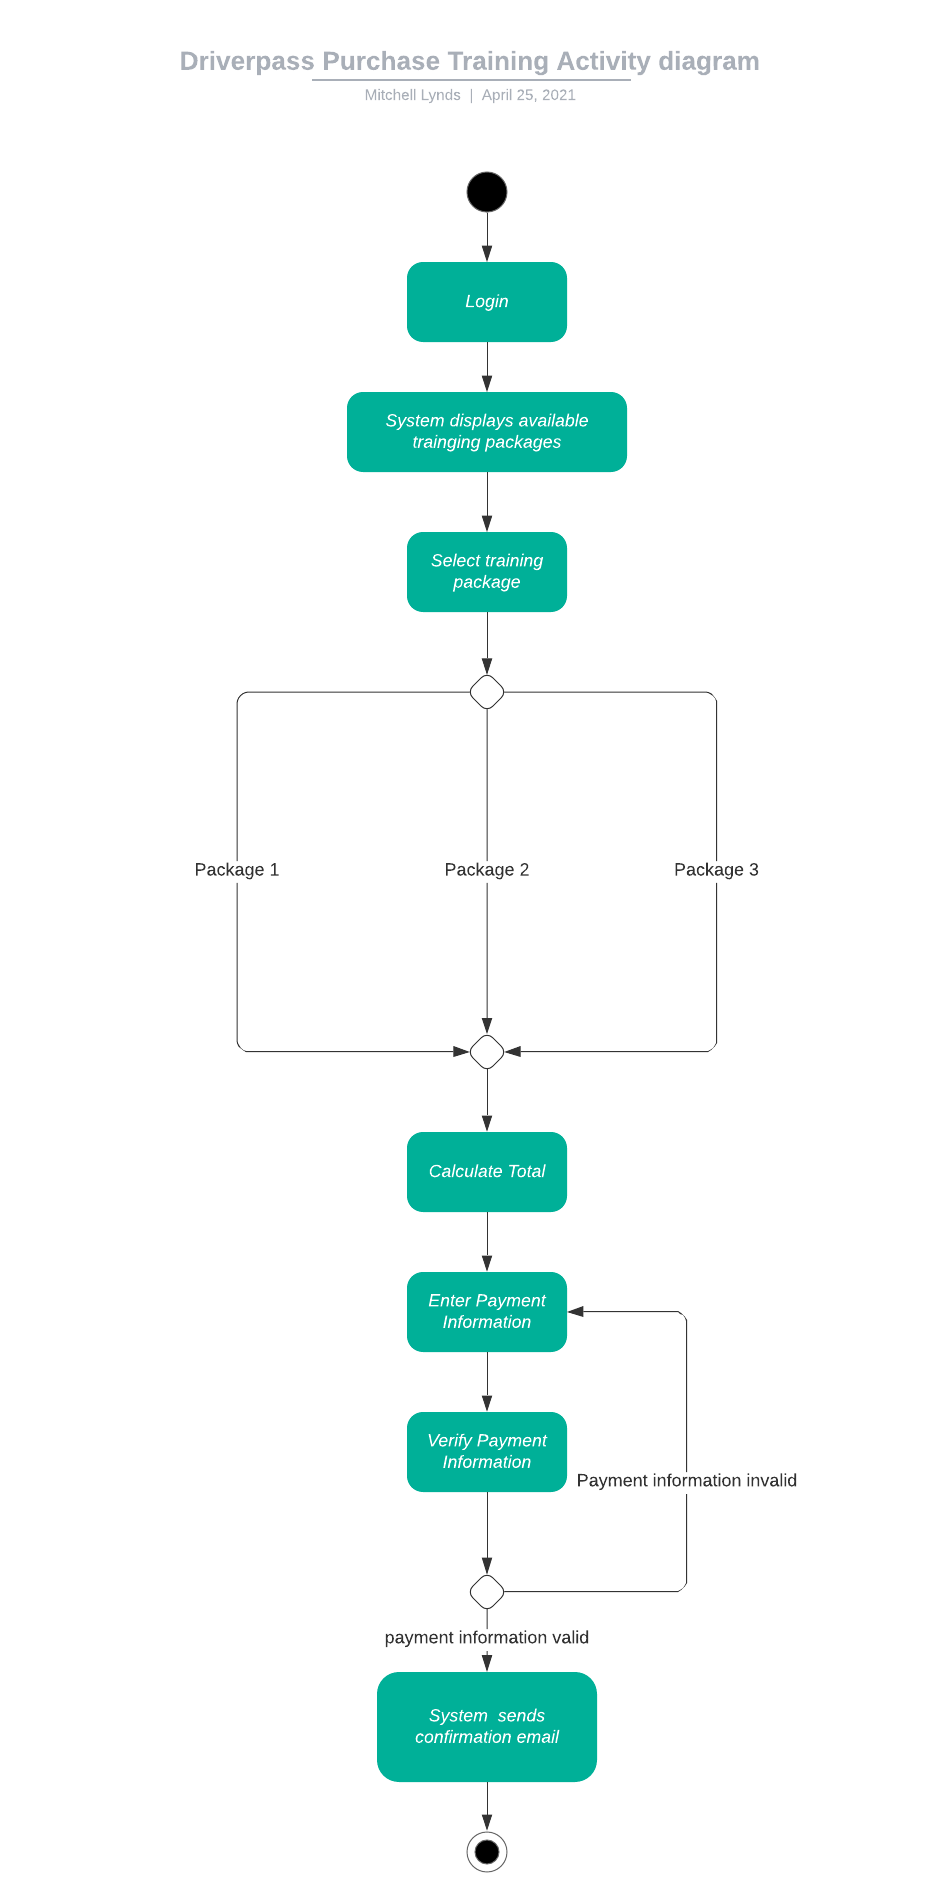 Driverpass Purchase Training Activity diagram
Mitchell Lynds | April 25, 2021
Login
System displays available
trainging packages
Select training
package
Package 1
Package 2
Package 3
Calculate Total
Enter Payment
Information
Verify Payment
Information
Payment information invalid
payment information valid
System sends
confirmation email